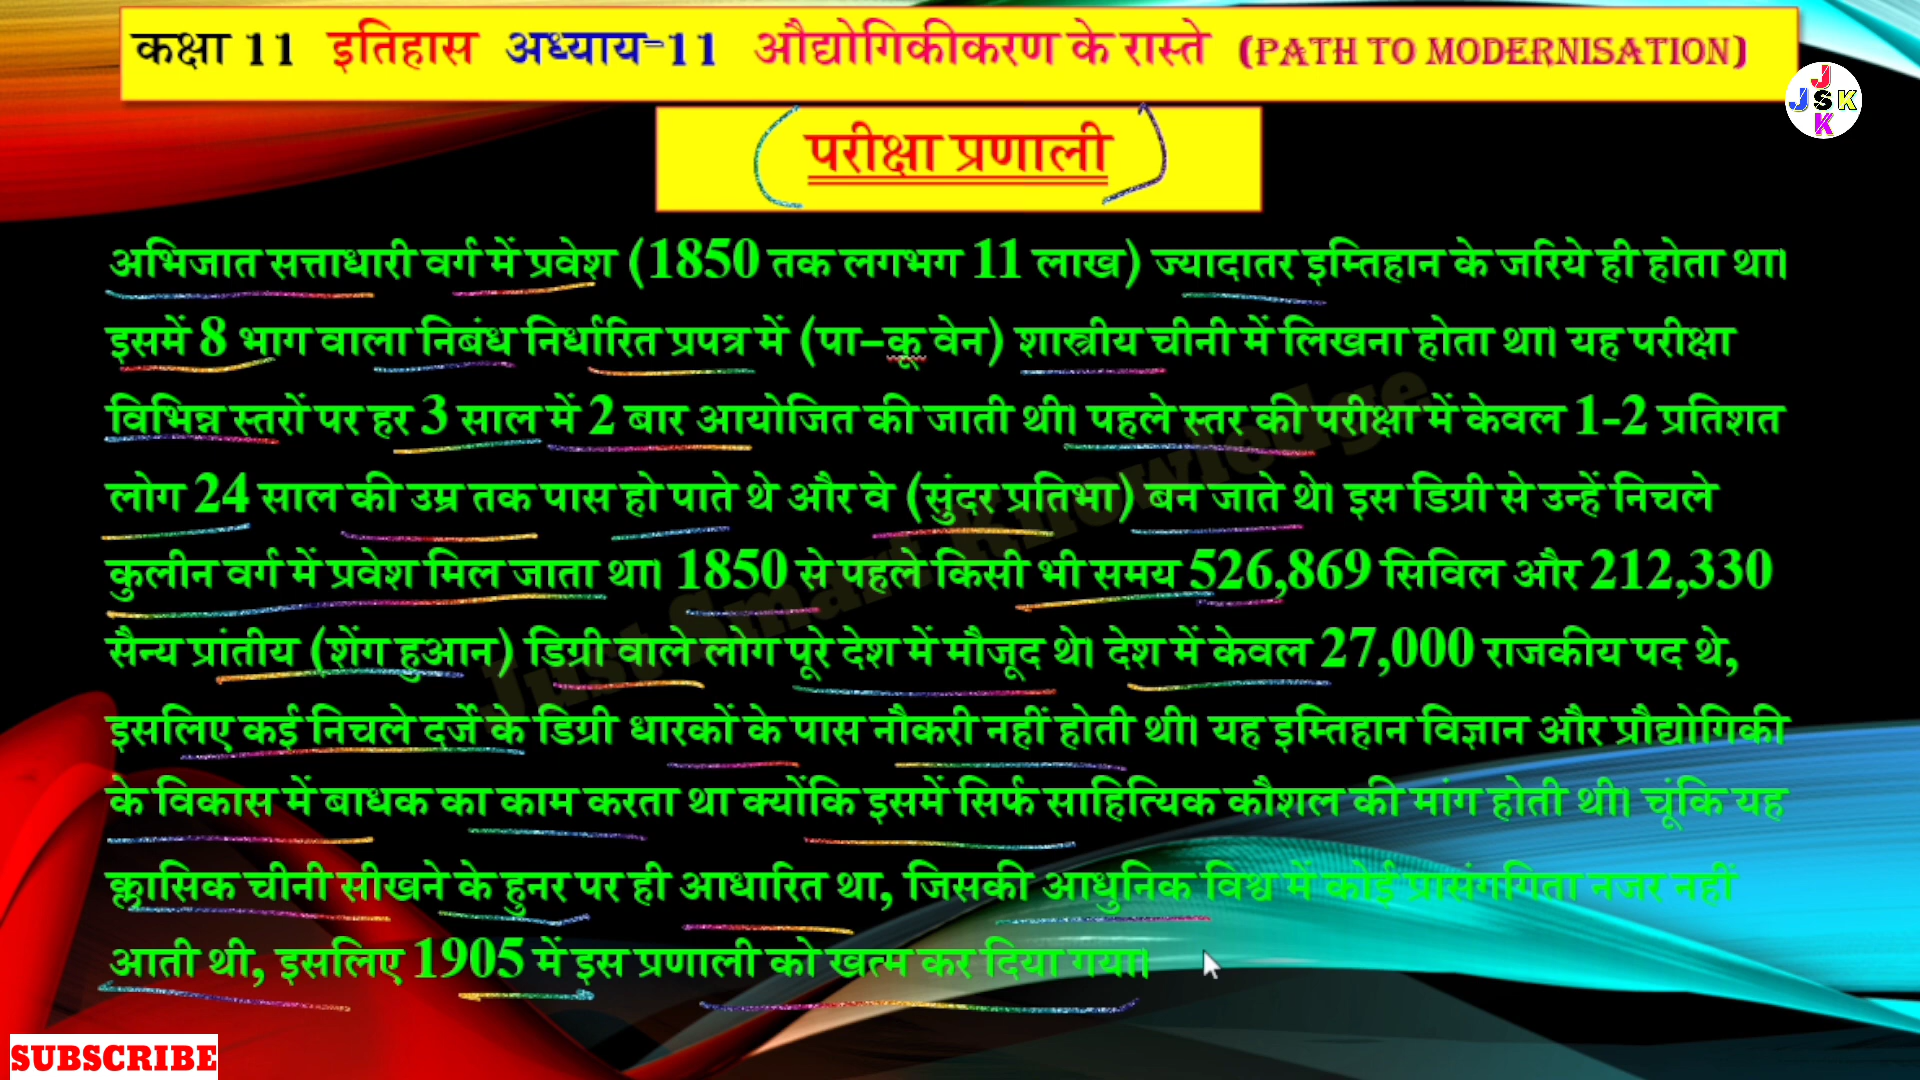 कक्षा 11 इतिहास अध्याय-11 औद्योगिकीकरण के रास्ते (PATH TO MODERNISATION)
J
J S K
K
परीक्षा प्रणाली
अभिजात सत्ताधारी वर्ग में प्रवेश (1850 तक लगभग 11 लाख) ज्यादातर इम्तिहान के जरिये ही होता था।
इसमें 8 भाग वाला निबंध निर्धारित प्रपत्र में (पा-कू वेन) शास्त्रीय चीनी में लिखना होता था। यह परीक्षा
विभिन्न स्तरों पर हर 3 साल में 2 बार आयोजित की जाती थी। पहले स्तर की परीक्षा में केवल 1-2 प्रतिशत
लोग 24 साल की उम्र तक पास हो पाते थे और वे (सुंदर प्रतिभा) बन जाते थे। इस डिग्री से उन्हें निचले
कुलीन वर्ग में प्रवेश मिल जाता था। 1850 से पहले किसी भी समय 526,869 सिविल और 212,330
सैन्य प्रांतीय (शेंग हुआन) डिग्री वाले लोग पूरे देश में मौजूद थे। देश में केवल 27,000 राजकीय पद थे,
इसलिए कई निचले दर्जे के डिग्री धारकों के पास नौकरी नहीं होती थी। यह इम्तिहान विज्ञान और प्रौद्योगिकी
के विकास में बाधक का काम करता था क्योंकि इसमें सिर्फ साहित्यिक कौशल की मांग होती थी। चूंकि यह
क्लासिक चीनी सीखने के हुनर पर ही आधारित था, जिसकी आधुनिक विश्व में कोई प्रासंगगिता नजर नहीं
आती थी, इसलिए 1905 में इस प्रणाली को खत्म कर दिया गया।
Just Smart Knowledge
SUBSCRIBE